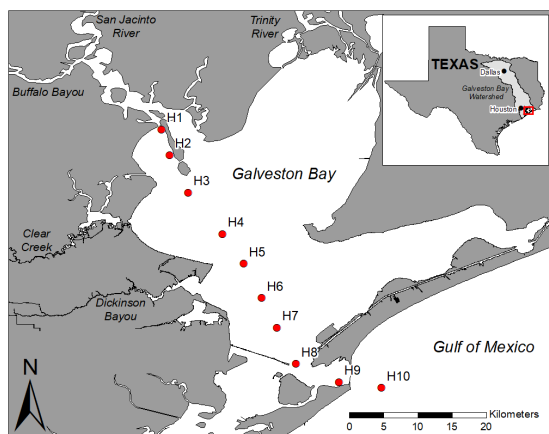 San Jacinto
River
Trinity
River
Buffalo Bayou
TEXAS
Dallas
Galveston Bay
Watershed
Houston
H1
H2
Galveston Bay
H3
H4
Clear
Creek
H5
H6
Dickinson
Bayou
H7
H8
Gulf of Mexico
H9
H10
N
0 5 10 15 20
Kilometers